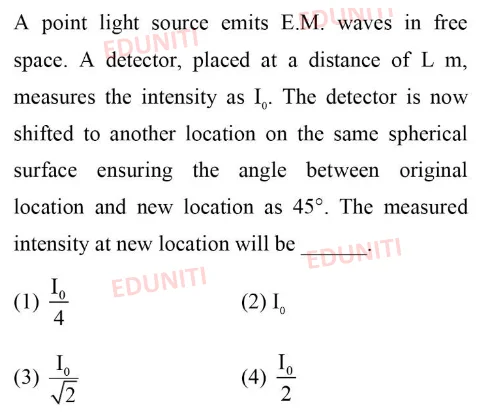 A point light source emits E.M. waves in free
space. A detector, placed at a distance of L m,
measures the intensity as I₀. The detector is now
shifted to another location on the same spherical
surface ensuring the angle between original
location and new location as 45°. The measured
intensity at new location will be ______.
(1) I₀/4 (2) I₀
(3) I₀/√2 (4) I₀/2
EDUNITI
EDUNITI
EDUNITI
EDUNITI